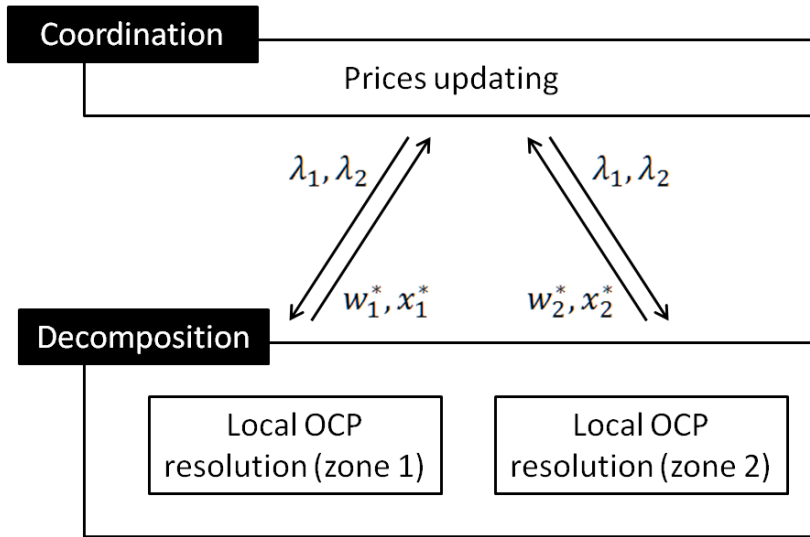 Coordination
Prices updating
λ₁, λ₂
λ₁, λ₂
w₁*, x₁*
w₂*, x₂*
Decomposition
Local OCP
resolution (zone 1)
Local OCP
resolution (zone 2)